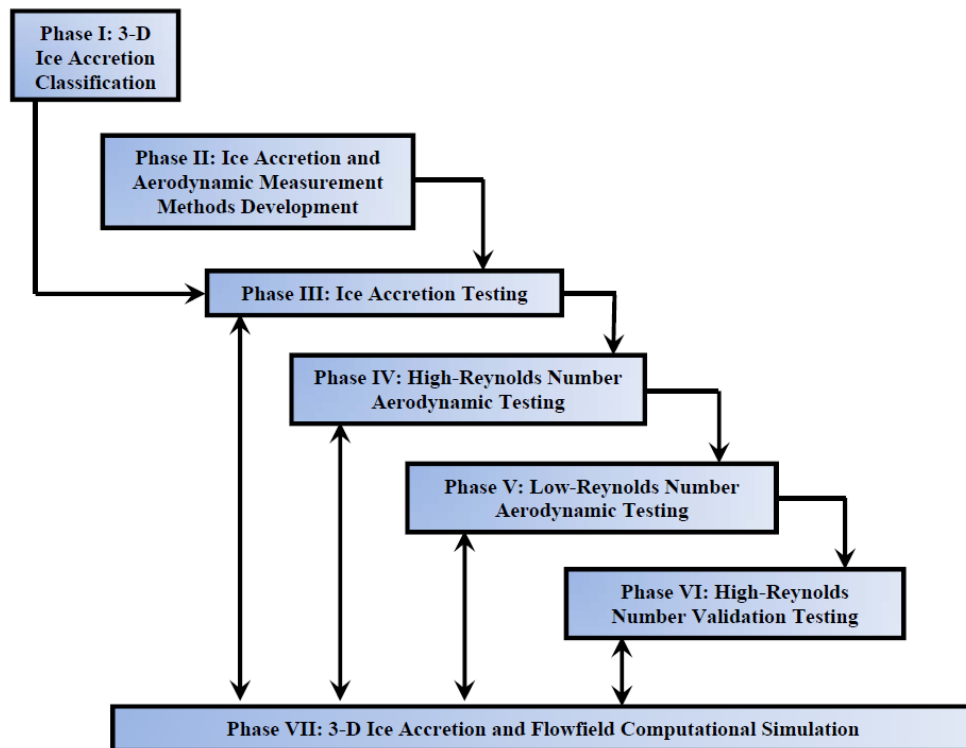 Phase I: 3-D
Ice Accretion
Classification
Phase II: Ice Accretion and
Aerodynamic Measurement
Methods Development
Phase III: Ice Accretion Testing
Phase IV: High-Reynolds Number
Aerodynamic Testing
Phase V: Low-Reynolds Number
Aerodynamic Testing
Phase VI: High-Reynolds
Number Validation Testing
Phase VII: 3-D Ice Accretion and Flowfield Computational Simulation